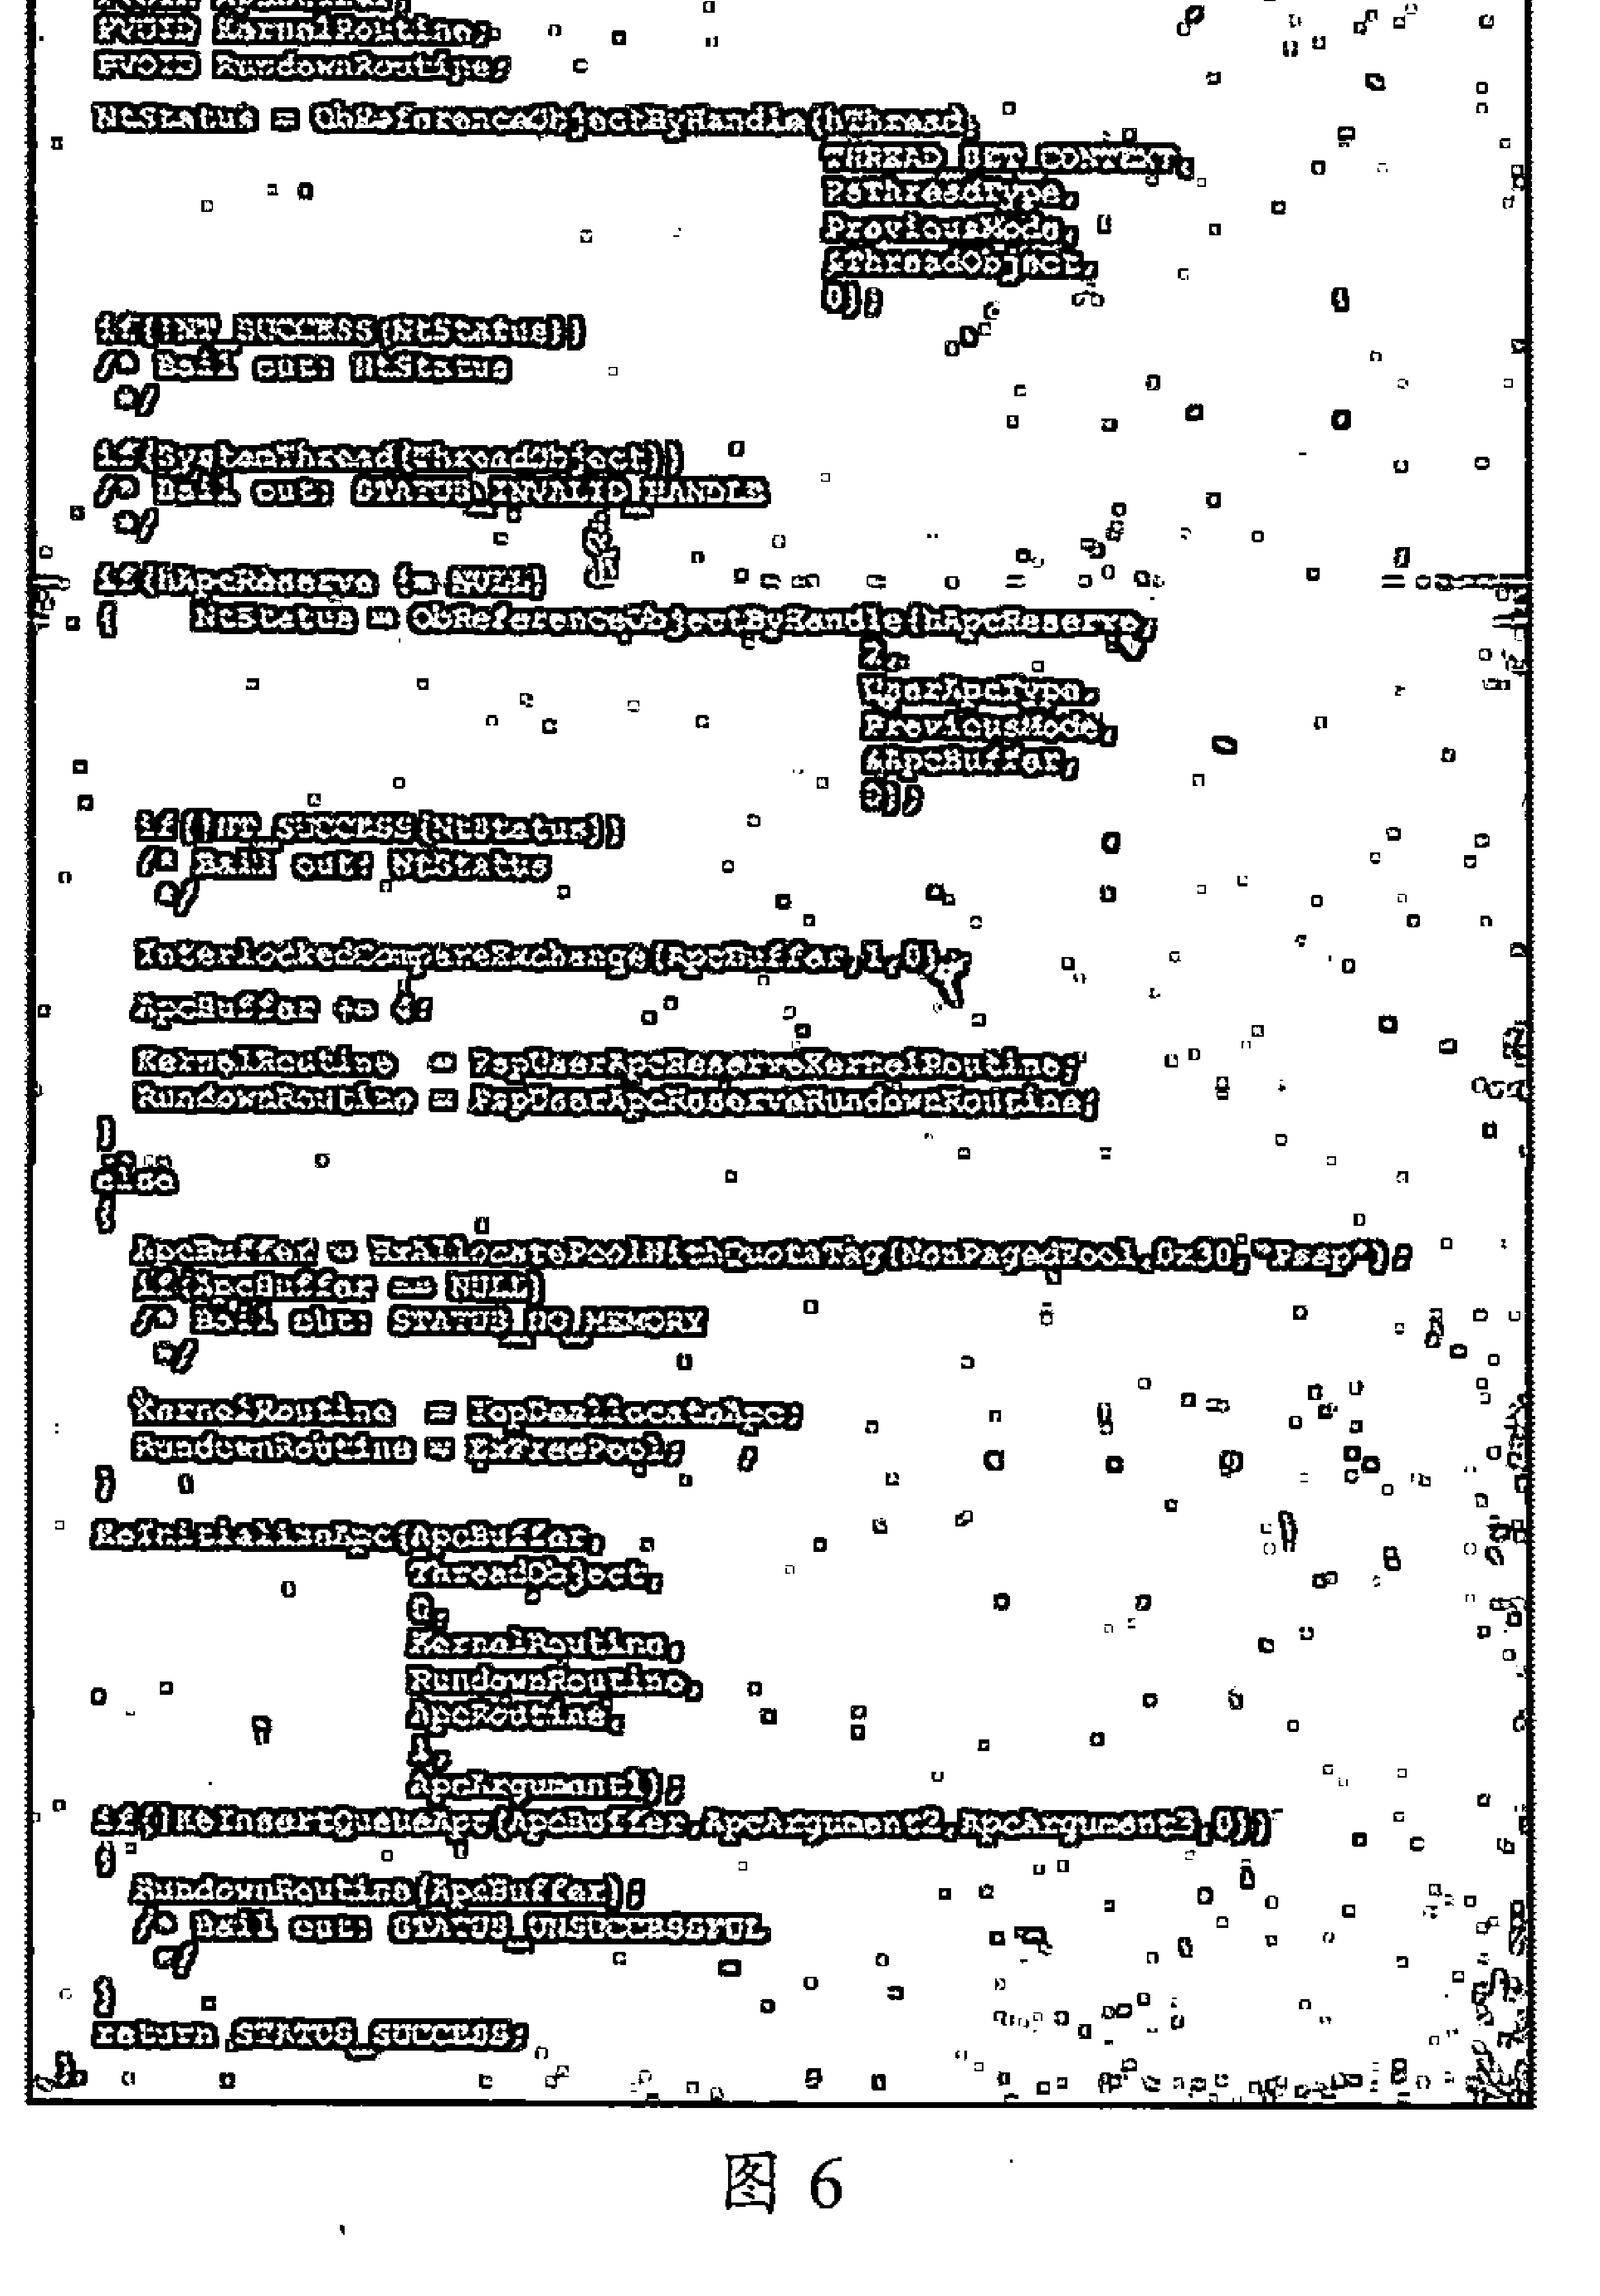 PVOID KernelRoutine;
PVOID RundownRoutine;
NtStatus = ObReferenceObjectByHandle(hThread,
THREAD_SET_CONTEXT,
PsThreadType,
PreviousMode,
&ThreadObject,
0);
if(!NT_SUCCESS(NtStatus))
/* Bail out: NtStatus
*/
if(SystemThread(ThreadObject))
/* Bail out: STATUS_INVALID_HANDLE
*/
if(hApcReserve != NULL)
{ NtStatus = ObReferenceObjectByHandle(hApcReserve,
2,
UserApcType,
PreviousMode,
&ApcBuffer,
0);
if(!NT_SUCCESS(NtStatus))
/* Bail out: NtStatus
*/
InterlockedCompareExchange(ApcBuffer,1,0);
ApcBuffer += 4;
KernelRoutine = PspUserApcReserveKernelRoutine;
RundownRoutine = PspUserApcReserveRundownRoutine;
}
else
{
ApcBuffer = ExAllocatePoolWithQuotaTag(NonPagedPool,0x30,"Psap");
if(ApcBuffer == NULL)
/* Bail out: STATUS_NO_MEMORY
*/
KernelRoutine = IopDeallocateApc;
RundownRoutine = ExFreePool;
}
KeInitializeApc(ApcBuffer,
ThreadObject,
0,
KernelRoutine,
RundownRoutine,
ApcRoutine,
1,
ApcArgument1);
if(!KeInsertQueueApc(ApcBuffer,ApcArgument2,ApcArgument3,0))
{
RundownRoutine(ApcBuffer);
/* Bail out: STATUS_UNSUCCESSFUL
*/
}
return STATUS_SUCCESS;
}
图 6